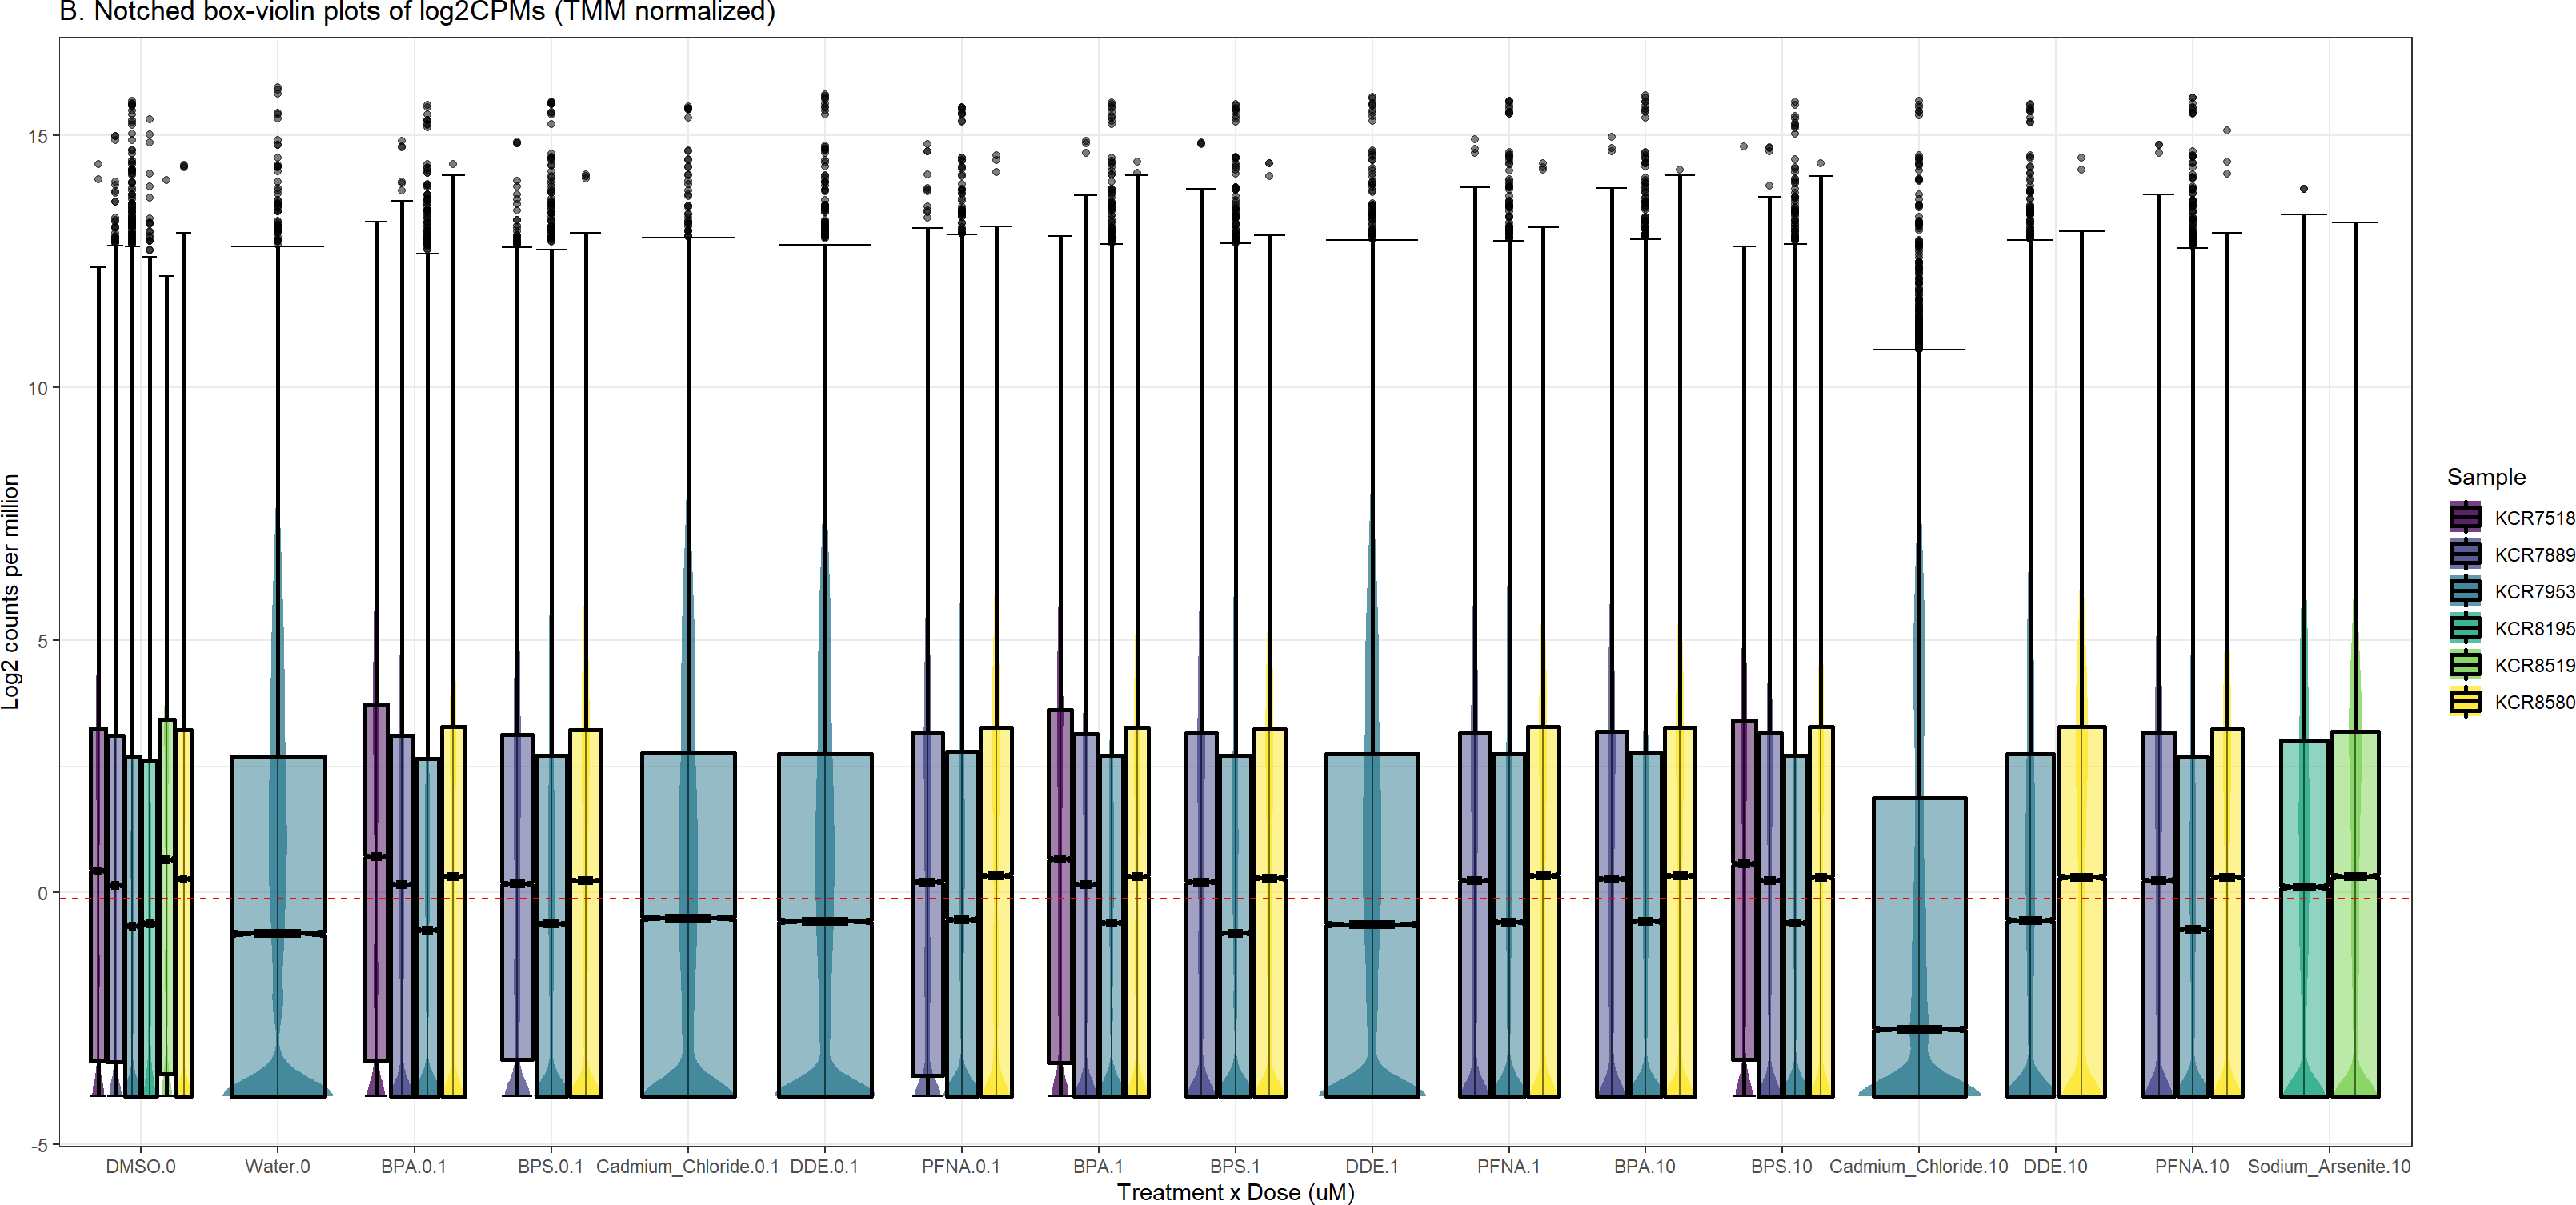 B. Notched box-violin plots of log2CPMs (TMM normalized)
Log2 counts per million
15
10
5
0
-5
DMSO.0 Water.0 BPA.0.1 BPS.0.1 Cadmium_Chloride.0.1 DDE.0.1 PFNA.0.1 BPA.1 BPS.1 DDE.1 PFNA.1 BPA.10 BPS.10 Cadmium_Chloride.10 DDE.10 PFNA.10 Sodium_Arsenite.10
Treatment x Dose (uM)
Sample
KCR7518
KCR7889
KCR7953
KCR8195
KCR8519
KCR8580